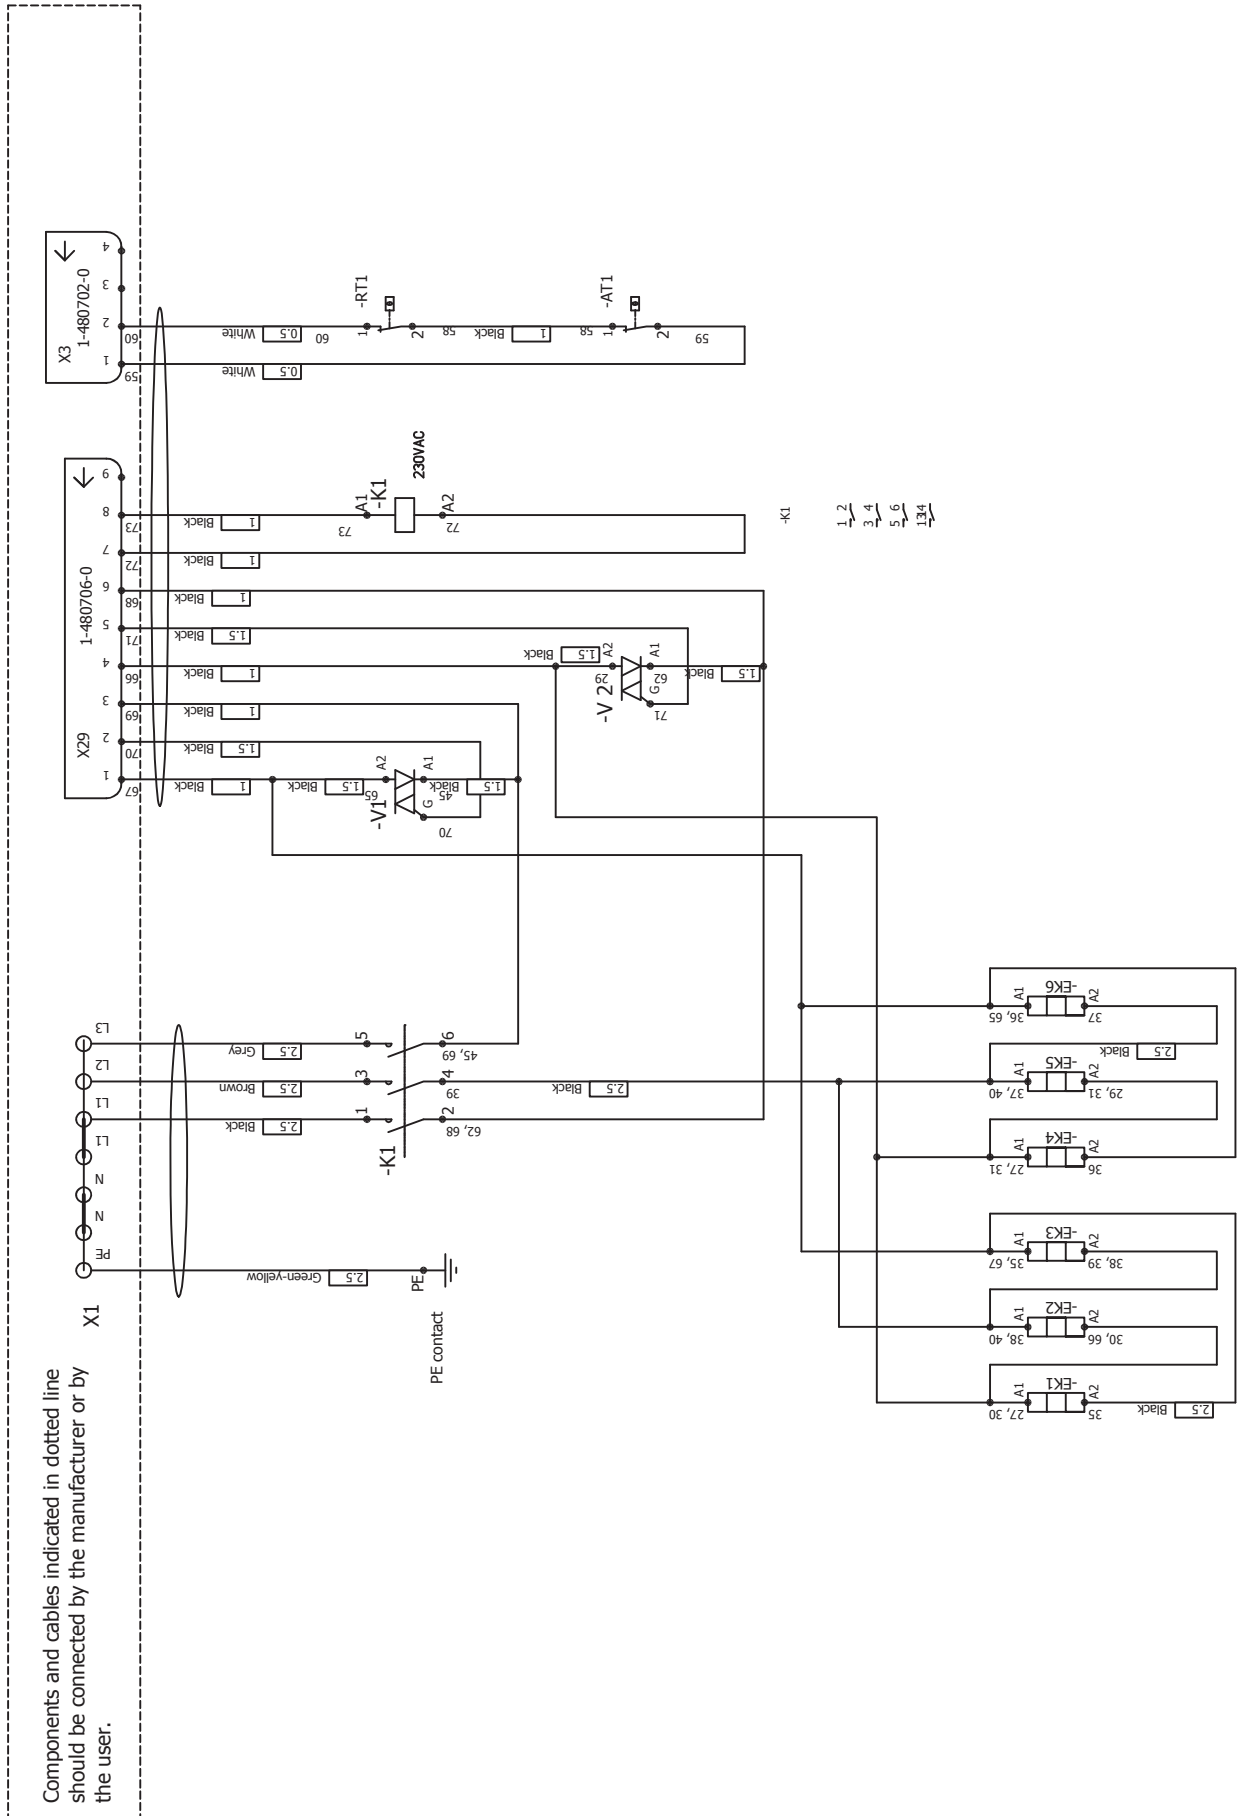 Components and cables indicated in dotted line
should be connected by the manufacturer or by
the user.
X1
PE
N
N
L1
L1
L2
L3
Green-yellow 2.5
PE
PE contact
Black 2.5
Brown 2.5
Grey 2.5
-K1
1
3
5
2
4
6
62, 68
39
45, 69
Black 2.5
X29
1-480706-0
1
2
3
4
5
6
7
8
9
67
70
69
66
71
68
72
73
Black 1
Black 1.5
Black 1
Black 1
Black 1.5
Black 1
Black 1
Black 1
Black 1.5
65
A2
-V1
A1
G
45
Black 1.5
70
Black 1.5
29
A2
-V 2
A1
G
62
Black 1.5
71
73
A1
-K1
A2
72
230VAC
X3
1-480702-0
1
2
3
4
59
60
White 0.5
White 0.5
60
1
-RT1
2
58
Black 1
58
1
-AT1
2
59
-K1
1 2
3 4
5 6
13 14
-EK1
A1
A2
27, 30
35
Black 2.5
-EK2
A1
A2
38, 40
30, 66
-EK3
A1
A2
35, 67
38, 39
-EK4
A1
A2
27, 31
36
-EK5
A1
A2
37, 40
29, 31
Black 2.5
-EK6
A1
A2
36, 65
37